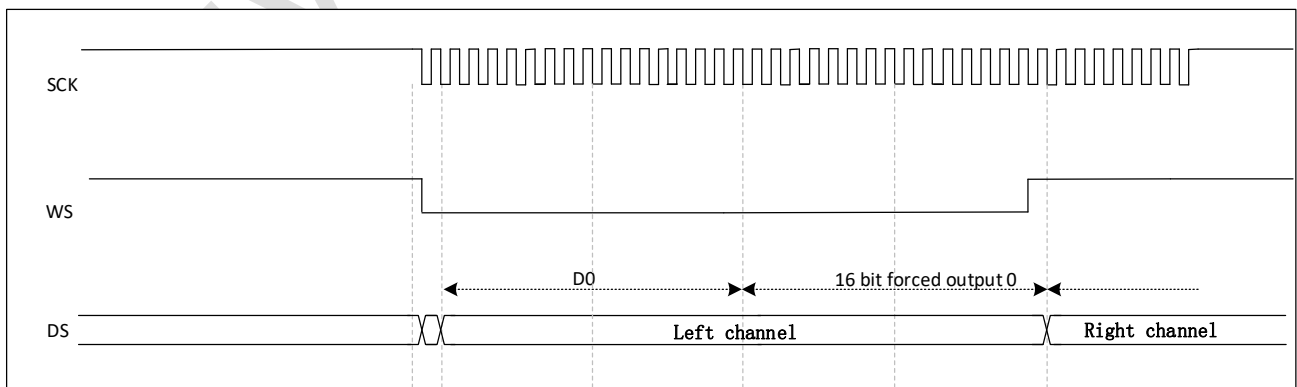 SCK
WS
D0
16 bit forced output 0
DS
Left channel
Right channel